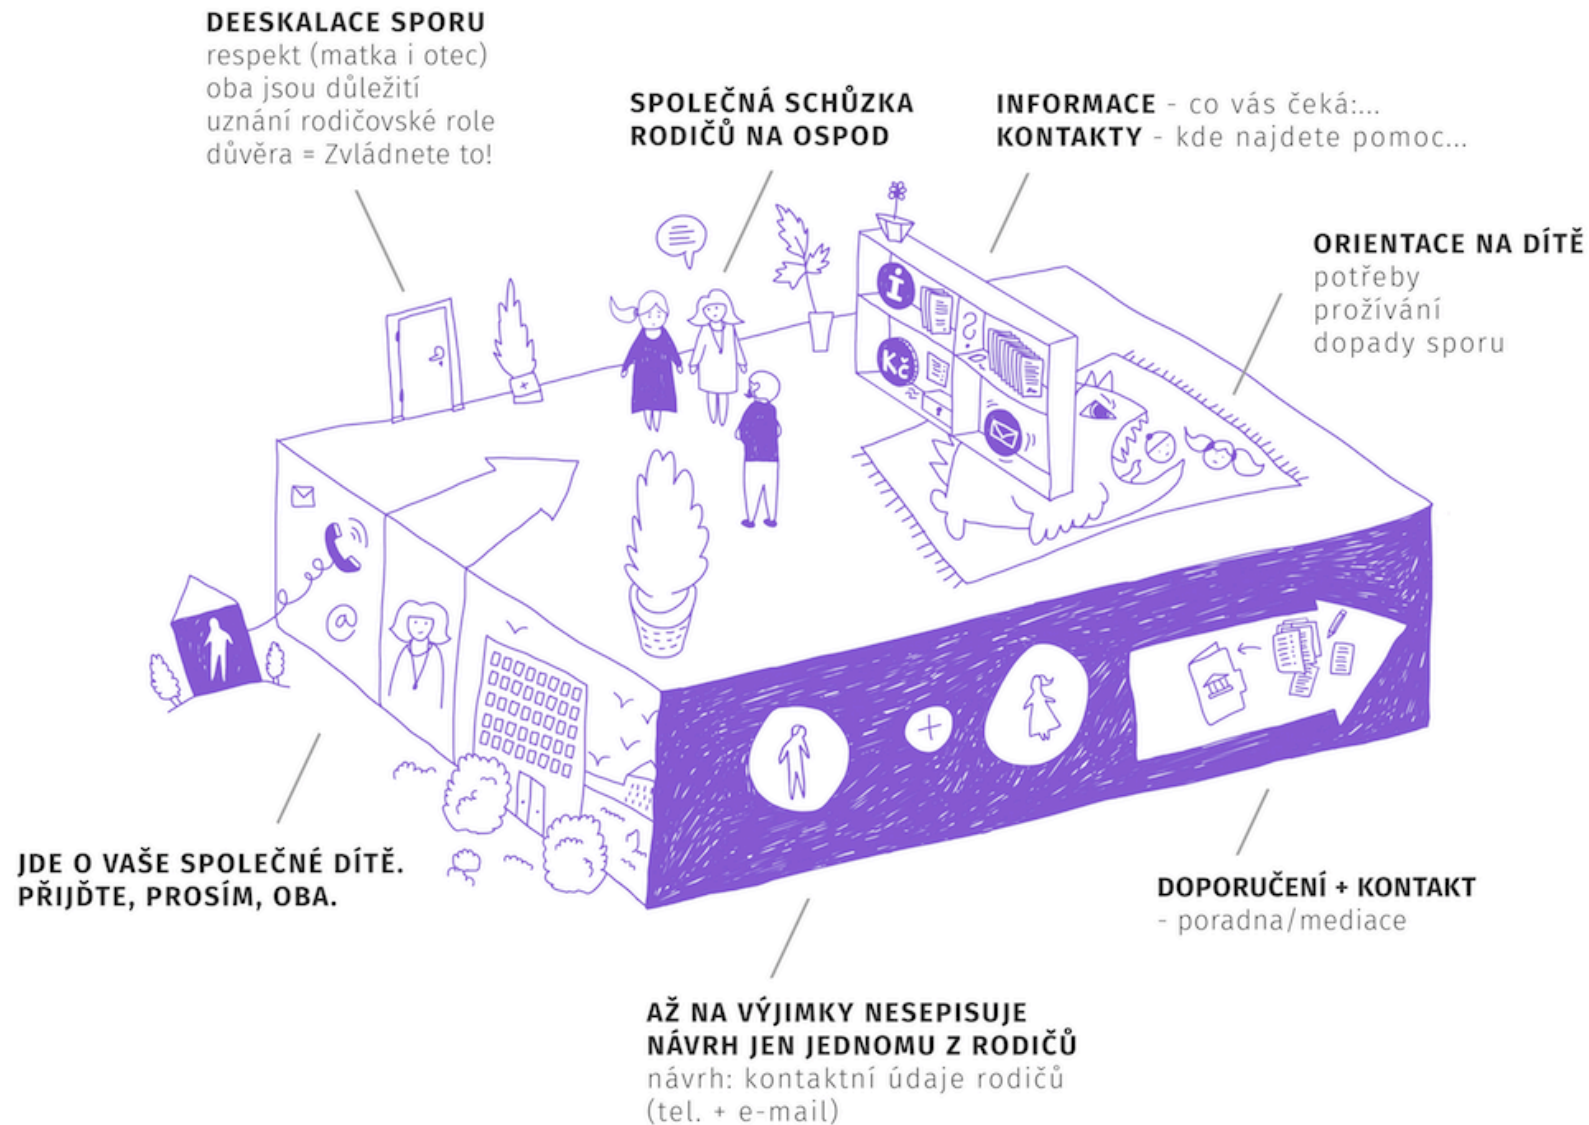 DEESKALACE SPORU
respekt (matka i otec)
oba jsou důležití
uznání rodičovské role
důvěra = Zvládnete to!
SPOLEČNÁ SCHŮZKA
RODIČŮ NA OSPOD
INFORMACE - co vás čeká:...
KONTAKTY - kde najdete pomoc...
ORIENTACE NA DÍTĚ
potřeby
prožívání
dopady sporu
i
Kč
@
JDE O VAŠE SPOLEČNÉ DÍTĚ.
PŘIJĎTE, PROSÍM, OBA.
DOPORUČENÍ + KONTAKT
- poradna/mediace
AŽ NA VÝJIMKY NESEPISUJE
NÁVRH JEN JEDNOMU Z RODIČŮ
návrh: kontaktní údaje rodičů
(tel. + e-mail)